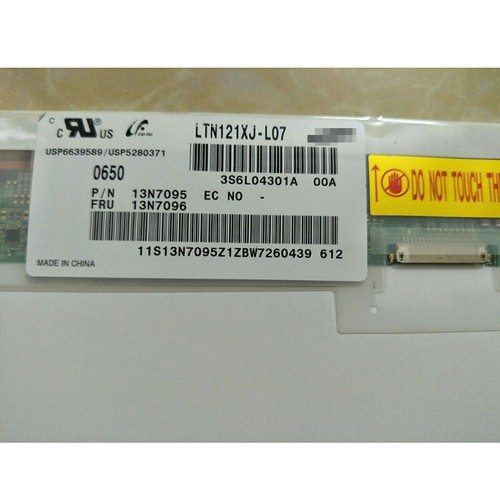 c RU US LTN121XJ-L07
USP6639589/USP5280371
0650 3S6L04301A 00A
P/N 13N7095 EC NO -
FRU 13N7096
11S13N7095Z1ZBW7260439 612
MADE IN CHINA
DO NOT TOUCH TH